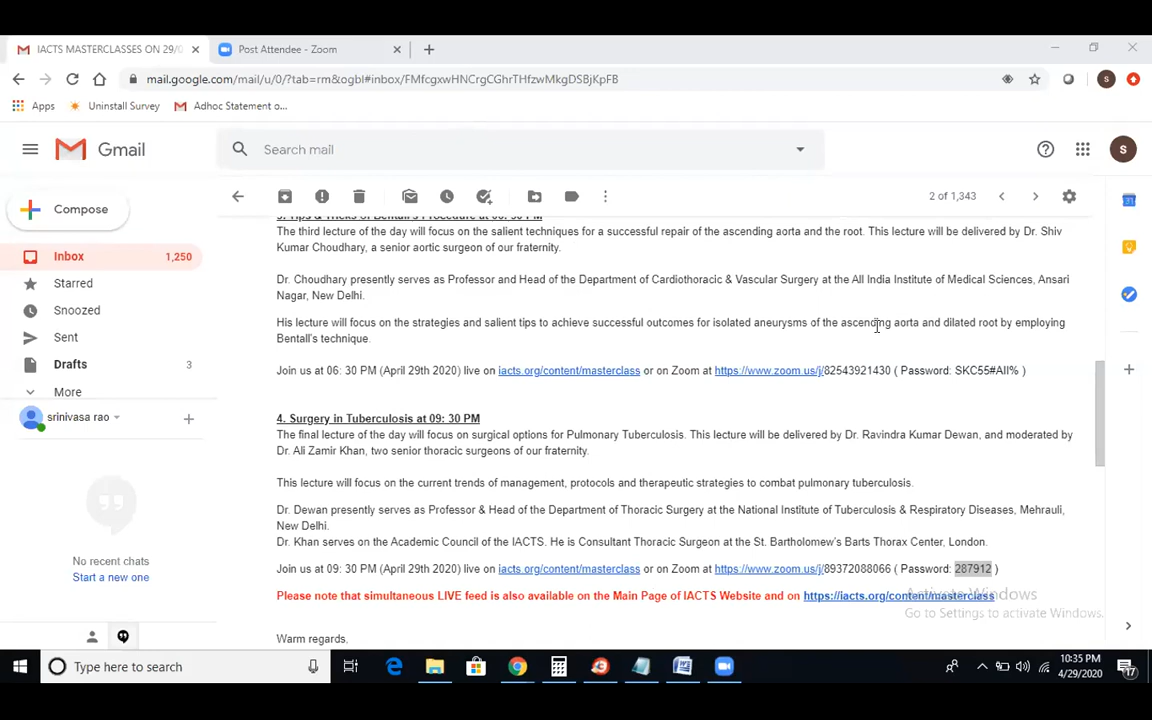 IACTS MASTERCLASSES ON 29/0
Post Attendee - Zoom
mail.google.com/mail/u/0/?tab=rm&ogbl#inbox/FMfcgxwHNCrgCGhrTHfzwMkgDSBjKpFB
S
Apps
Uninstall Survey
Adhoc Statement o...
Gmail
Search mail
S
Compose
2 of 1,343
Inbox 1,250
Starred
Snoozed
Sent
Drafts 3
More
srinivasa rao
No recent chats
Start a new one
3. Tips & Tricks of Bentall's Procedure at 06: 30 PM
The third lecture of the day will focus on the salient techniques for a successful repair of the ascending aorta and the root. This lecture will be delivered by Dr. Shiv
Kumar Choudhary, a senior aortic surgeon of our fraternity.
Dr. Choudhary presently serves as Professor and Head of the Department of Cardiothoracic & Vascular Surgery at the All India Institute of Medical Sciences, Ansari
Nagar, New Delhi.
His lecture will focus on the strategies and salient tips to achieve successful outcomes for isolated aneurysms of the ascending aorta and dilated root by employing
Bentall's technique.
Join us at 06: 30 PM (April 29th 2020) live on iacts.org/content/masterclass or on Zoom at https://www.zoom.us/j/82543921430 ( Password: SKC55#AII% )
4. Surgery in Tuberculosis at 09: 30 PM
The final lecture of the day will focus on surgical options for Pulmonary Tuberculosis. This lecture will be delivered by Dr. Ravindra Kumar Dewan, and moderated by
Dr. Ali Zamir Khan, two senior thoracic surgeons of our fraternity.
This lecture will focus on the current trends of management, protocols and therapeutic strategies to combat pulmonary tuberculosis.
Dr. Dewan presently serves as Professor & Head of the Department of Thoracic Surgery at the National Institute of Tuberculosis & Respiratory Diseases, Mehrauli,
New Delhi.
Dr. Khan serves on the Academic Council of the IACTS. He is Consultant Thoracic Surgeon at the St. Bartholomew's Barts Thorax Center, London.
Join us at 09: 30 PM (April 29th 2020) live on iacts.org/content/masterclass or on Zoom at https://www.zoom.us/j/89372088066 ( Password: 287912 )
Please note that simultaneous LIVE feed is also available on the Main Page of IACTS Website and on https://iacts.org/content/masterclass
Activate Windows
Go to Settings to activate Windows.
Warm regards,
Type here to search
10:35 PM
4/29/2020
17